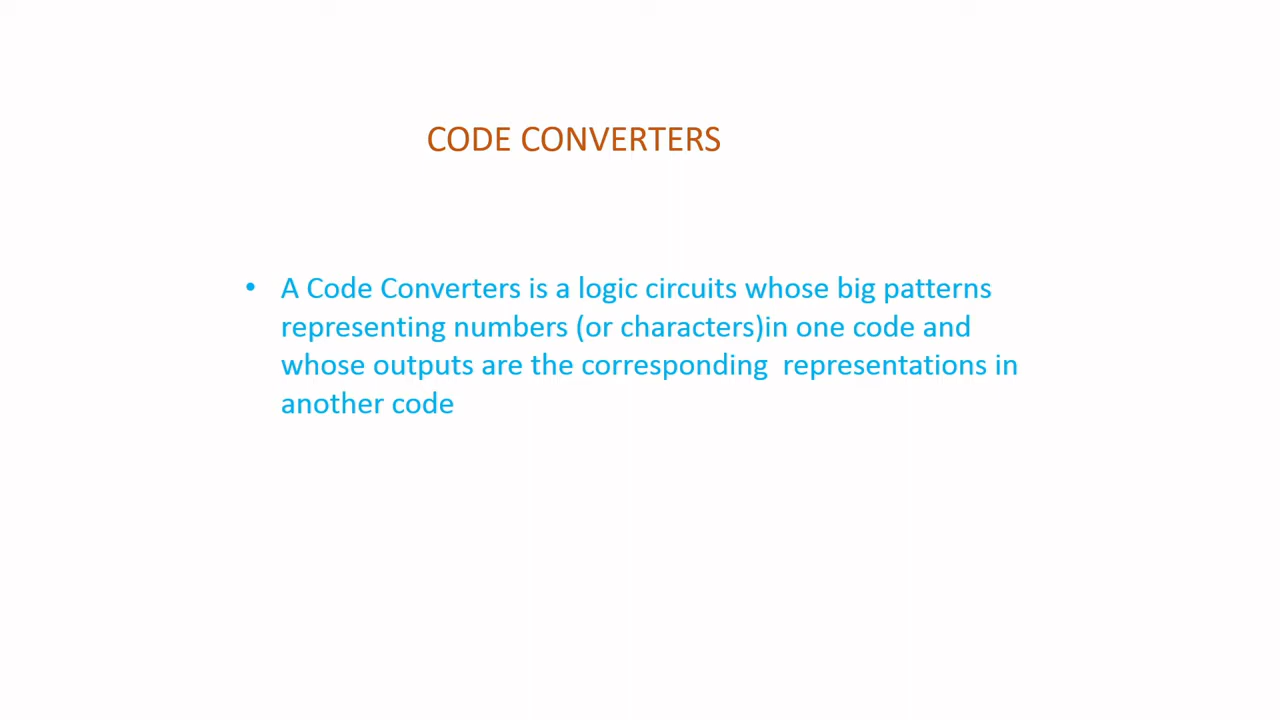 CODE CONVERTERS
• A Code Converters is a logic circuits whose big patterns
representing numbers (or characters)in one code and
whose outputs are the corresponding  representations in
another code